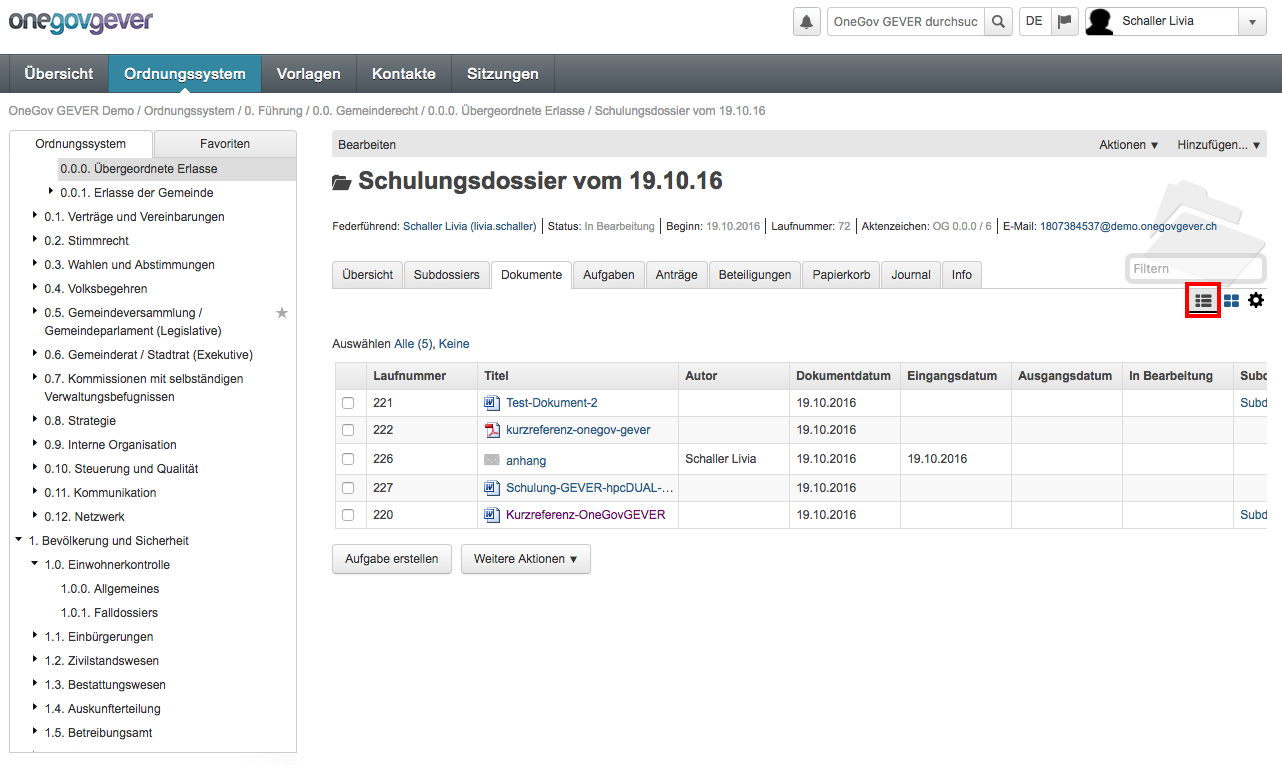 onegovgever
OneGov GEVER durchsuc
DE
Schaller Livia
Übersicht Ordnungssystem Vorlagen Kontakte Sitzungen
OneGov GEVER Demo / Ordnungssystem / 0. Führung / 0.0. Gemeinderecht / 0.0.0. Übergeordnete Erlasse / Schulungsdossier vom 19.10.16
Ordnungssystem Favoriten
0.0.0. Übergeordnete Erlasse
0.0.1. Erlasse der Gemeinde
0.1. Verträge und Vereinbarungen
0.2. Stimmrecht
0.3. Wahlen und Abstimmungen
0.4. Volksbegehren
0.5. Gemeindeversammlung /
Gemeindeparlament (Legislative)
0.6. Gemeinderat / Stadtrat (Exekutive)
0.7. Kommissionen mit selbständigen
Verwaltungsbefugnissen
0.8. Strategie
0.9. Interne Organisation
0.10. Steuerung und Qualität
0.11. Kommunikation
0.12. Netzwerk
1. Bevölkerung und Sicherheit
1.0. Einwohnerkontrolle
1.0.0. Allgemeines
1.0.1. Falldossiers
1.1. Einbürgerungen
1.2. Zivilstandswesen
1.3. Bestattungswesen
1.4. Auskunfterteilung
1.5. Betreibungsamt
Bearbeiten Aktionen ▼ Hinzufügen... ▼
Schulungsdossier vom 19.10.16
Federführend: Schaller Livia (livia.schaller) Status: In Bearbeitung Beginn: 19.10.2016 Laufnummer: 72 Aktenzeichen: OG 0.0.0 / 6 E-Mail: 1807384537@demo.onegovgever.ch
Übersicht Subdossiers Dokumente Aufgaben Anträge Beteiligungen Papierkorb Journal Info
Filtern
Auswählen Alle (5), Keine
Laufnummer Titel Autor Dokumentdatum Eingangsdatum Ausgangsdatum In Bearbeitung Subd
221 Test-Dokument-2 19.10.2016 Subd
222 kurzreferenz-onegov-gever 19.10.2016
226 anhang Schaller Livia 19.10.2016 19.10.2016
227 Schulung-GEVER-hpcDUAL-... 19.10.2016
220 Kurzreferenz-OneGovGEVER 19.10.2016 Subd
Aufgabe erstellen Weitere Aktionen ▼